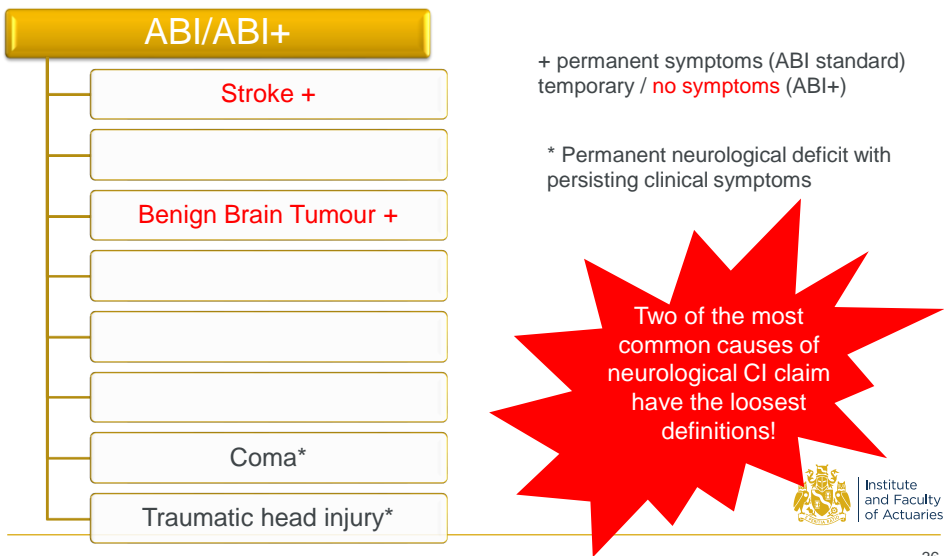 ABI/ABI+
Stroke +
Benign Brain Tumour +
Coma*
Traumatic head injury*
+ permanent symptoms (ABI standard)
temporary / no symptoms (ABI+)
* Permanent neurological deficit with
persisting clinical symptoms
Two of the most
common causes of
neurological CI claim
have the loosest
definitions!
Institute
and Faculty
of Actuaries